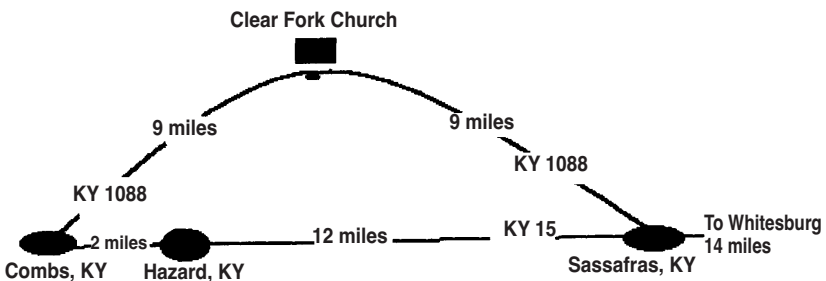 Clear Fork Church
9 miles
9 miles
KY 1088
KY 1088
2 miles
12 miles
KY 15
To Whitesburg
14 miles
Combs, KY
Hazard, KY
Sassafras, KY